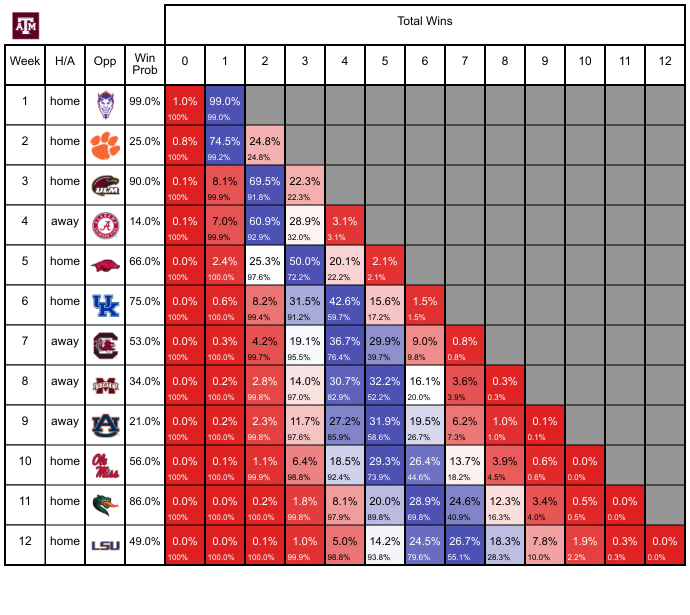 A&M
Total Wins
Week H/A Opp Win Prob 0 1 2 3 4 5 6 7 8 9 10 11 12
1 home 99.0% 1.0% 99.0%
100% 99.0%
2 home 25.0% 0.8% 74.5% 24.8%
100% 99.2% 24.8%
3 home ULM 90.0% 0.1% 8.1% 69.5% 22.3%
100% 99.9% 91.8% 22.3%
4 away 14.0% 0.1% 7.0% 60.9% 28.9% 3.1%
100% 99.9% 92.9% 32.0% 3.1%
5 home 66.0% 0.0% 2.4% 25.3% 50.0% 20.1% 2.1%
100% 100.0% 97.6% 72.2% 22.2% 2.1%
6 home UK 75.0% 0.0% 0.6% 8.2% 31.5% 42.6% 15.6% 1.5%
100% 100.0% 99.4% 91.2% 59.7% 17.2% 1.5%
7 away 53.0% 0.0% 0.3% 4.2% 19.1% 36.7% 29.9% 9.0% 0.8%
100% 100.0% 99.7% 95.5% 76.4% 39.7% 9.8% 0.8%
8 away 34.0% 0.0% 0.2% 2.8% 14.0% 30.7% 32.2% 16.1% 3.6% 0.3%
100% 100.0% 99.8% 97.0% 82.9% 52.2% 20.0% 3.9% 0.3%
9 away AU 21.0% 0.0% 0.2% 2.3% 11.7% 27.2% 31.9% 19.5% 6.2% 1.0% 0.1%
100% 100.0% 99.8% 97.6% 85.9% 58.6% 26.7% 7.3% 1.0% 0.1%
10 home Ole Miss 56.0% 0.0% 0.1% 1.1% 6.4% 18.5% 29.3% 26.4% 13.7% 3.9% 0.6% 0.0%
100% 100.0% 99.9% 98.8% 92.4% 73.9% 44.6% 18.2% 4.5% 0.6% 0.0%
11 home 86.0% 0.0% 0.0% 0.2% 1.8% 8.1% 20.0% 28.9% 24.6% 12.3% 3.4% 0.5% 0.0%
100% 100.0% 100.0% 99.8% 97.9% 89.8% 69.8% 40.9% 16.3% 4.0% 0.5% 0.0%
12 home LSU 49.0% 0.0% 0.0% 0.1% 1.0% 5.0% 14.2% 24.5% 26.7% 18.3% 7.8% 1.9% 0.3% 0.0%
100% 100.0% 100.0% 99.9% 98.8% 93.8% 79.6% 55.1% 28.3% 10.0% 2.2% 0.3% 0.0%